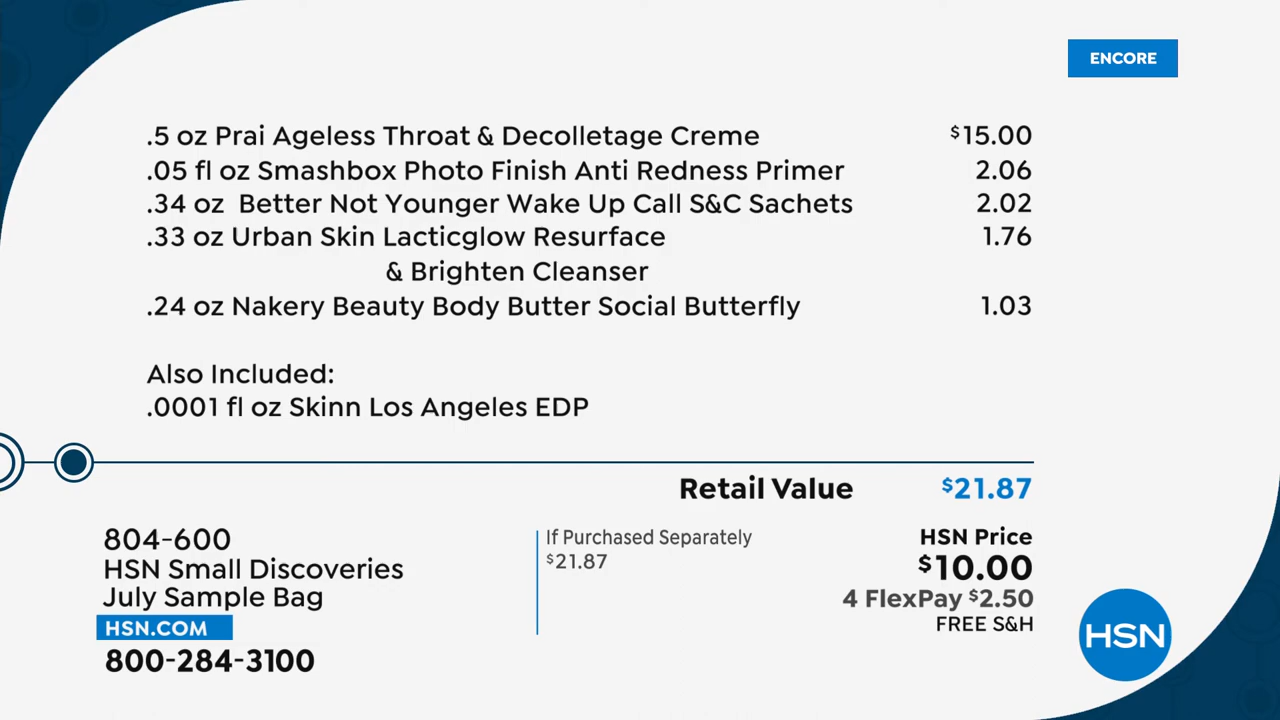 ENCORE
.5 oz Prai Ageless Throat & Decolletage Creme $15.00
.05 fl oz Smashbox Photo Finish Anti Redness Primer 2.06
.34 oz Better Not Younger Wake Up Call S&C Sachets 2.02
.33 oz Urban Skin Lacticglow Resurface 1.76
& Brighten Cleanser
.24 oz Nakery Beauty Body Butter Social Butterfly 1.03
Also Included:
.0001 fl oz Skinn Los Angeles EDP
Retail Value $21.87
804-600
HSN Small Discoveries
July Sample Bag
HSN.COM
800-284-3100
If Purchased Separately
$21.87
HSN Price
$10.00
4 FlexPay $2.50
FREE S&H
HSN